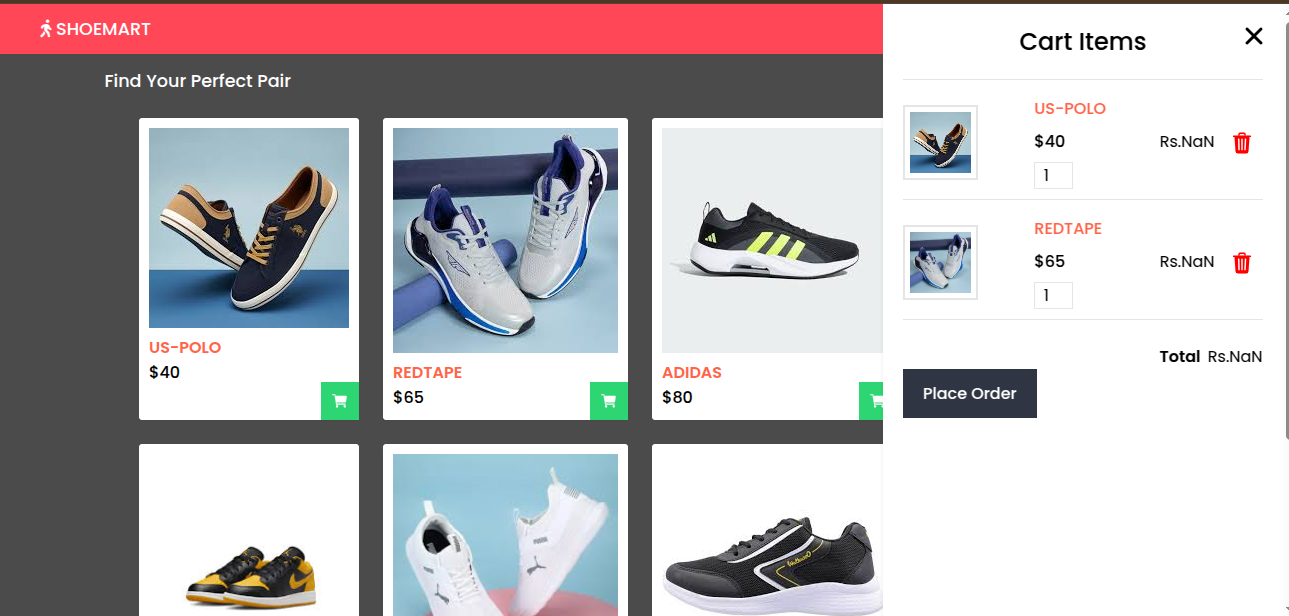 SHOEMART
Find Your Perfect Pair
US-POLO
$40
REDTAPE
$65
ADIDAS
$80
Cart Items
US-POLO
$40
Rs.NaN
1
REDTAPE
$65
Rs.NaN
1
Total Rs.NaN
Place Order